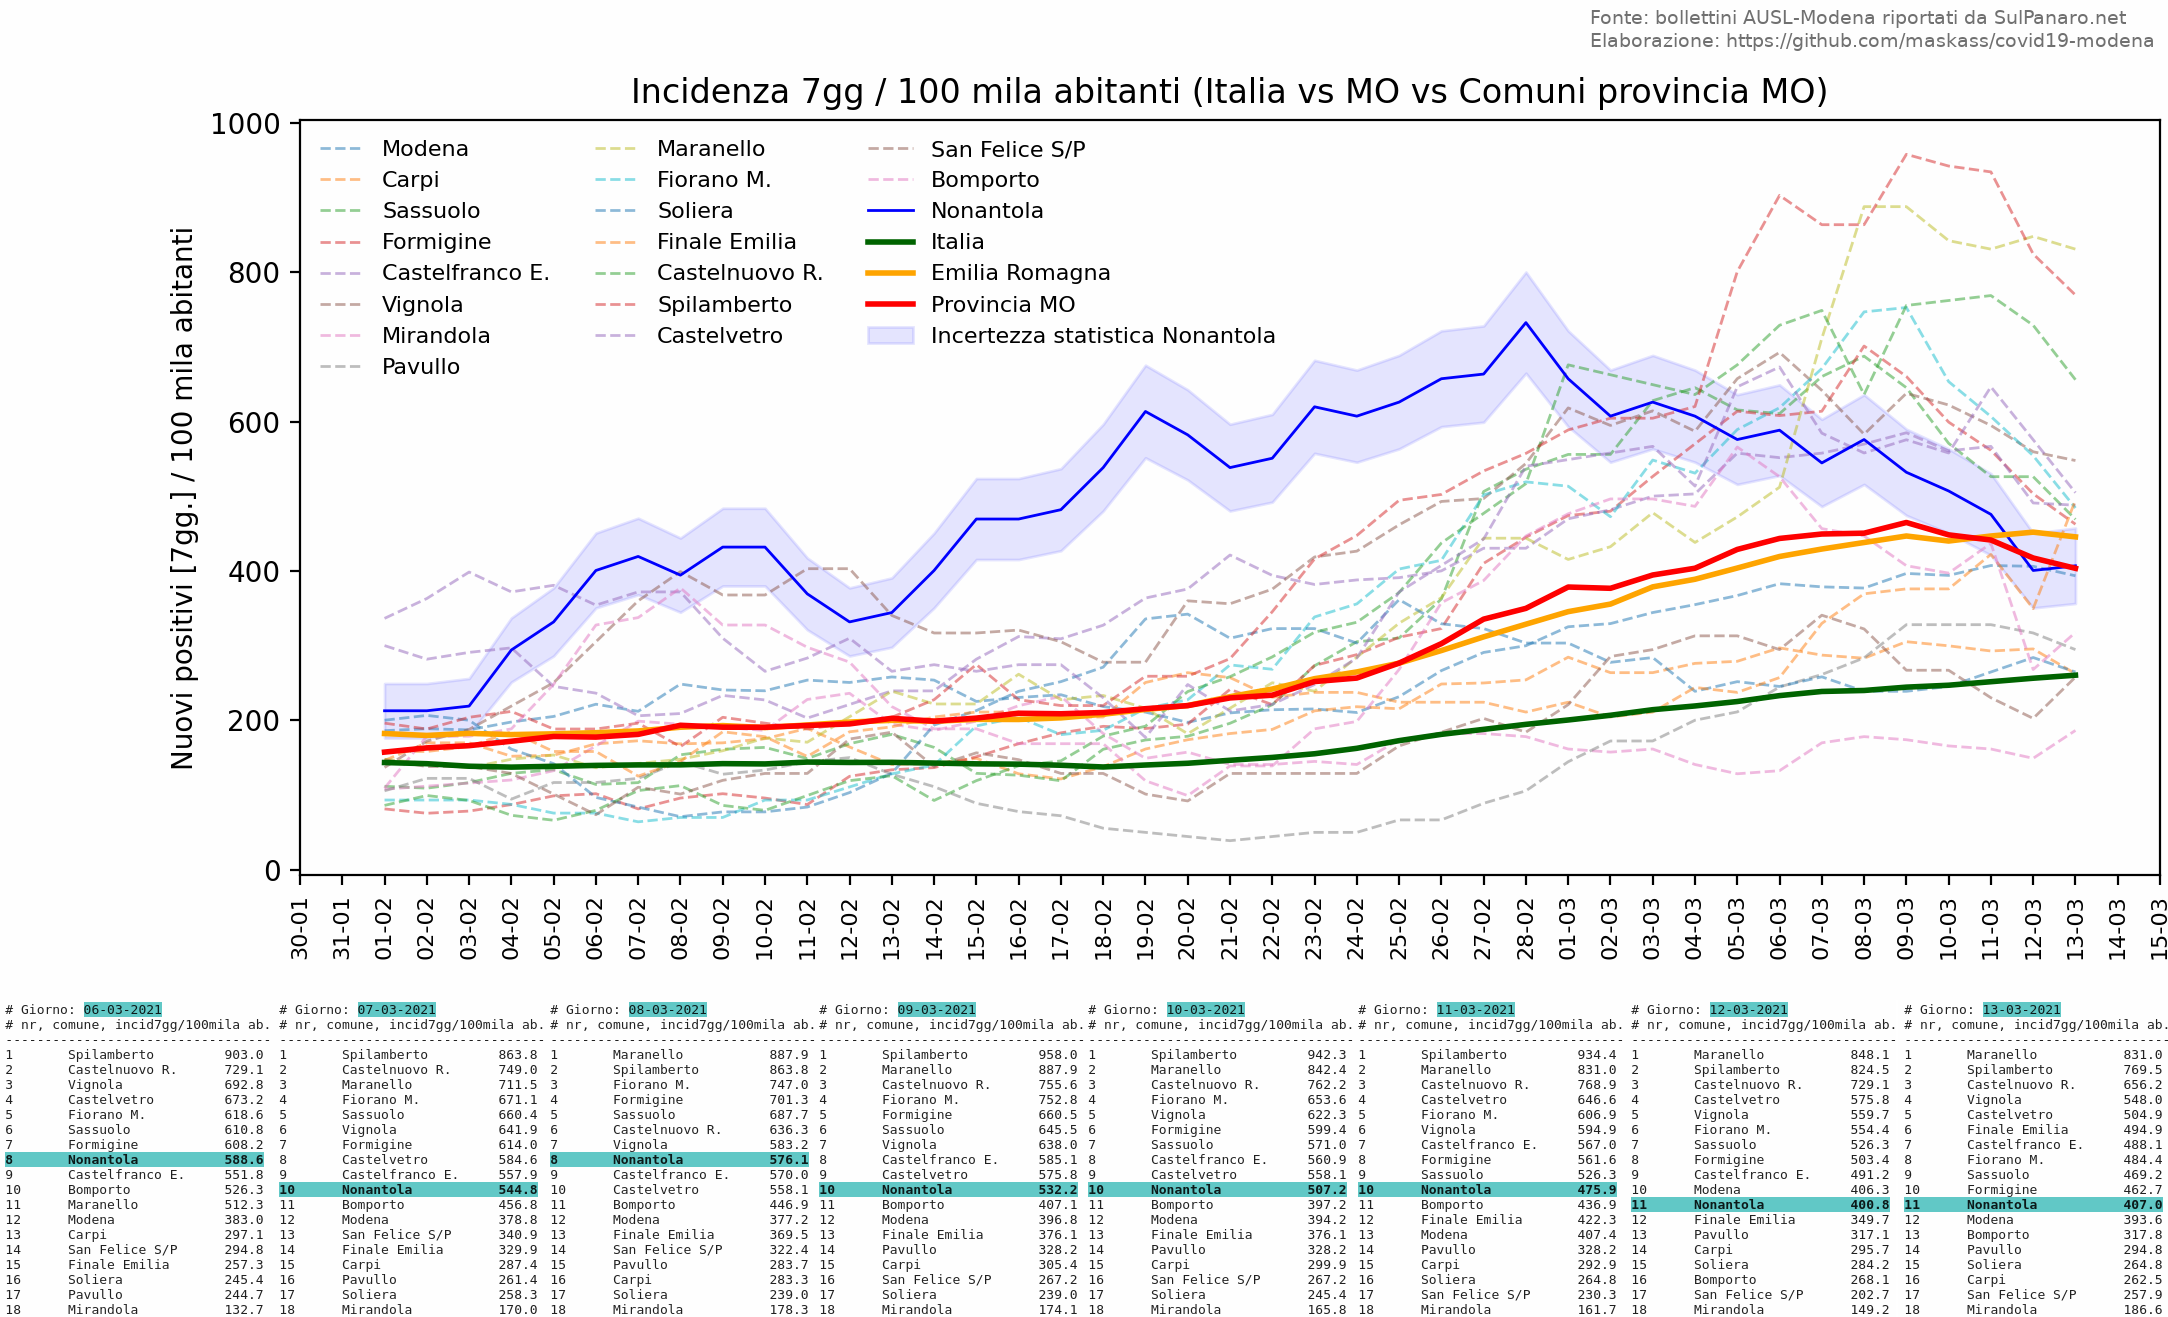 Fonte: bollettini AUSL-Modena riportati da SulPanaro.net
Elaborazione: https://github.com/maskass/covid19-modena
Incidenza 7gg / 100 mila abitanti (Italia vs MO vs Comuni provincia MO)
Nuovi positivi [7gg.] / 100 mila abitanti
1000
800
600
400
200
0
Modena
Carpi
Sassuolo
Formigine
Castelfranco E.
Vignola
Mirandola
Pavullo
Maranello
Fiorano M.
Soliera
Finale Emilia
Castelnuovo R.
Spilamberto
Castelvetro
San Felice S/P
Bomporto
Nonantola
Italia
Emilia Romagna
Provincia MO
Incertezza statistica Nonantola
30-01
31-01
01-02
02-02
03-02
04-02
05-02
06-02
07-02
08-02
09-02
10-02
11-02
12-02
13-02
14-02
15-02
16-02
17-02
18-02
19-02
20-02
21-02
22-02
23-02
24-02
25-02
26-02
27-02
28-02
01-03
02-03
03-03
04-03
05-03
06-03
07-03
08-03
09-03
10-03
11-03
12-03
13-03
14-03
15-03
# Giorno: 06-03-2021
# nr, comune, incid7gg/100mila ab.
----------------------------------
1 Spilamberto 903.0
2 Castelnuovo R. 729.1
3 Vignola 692.8
4 Castelvetro 673.2
5 Fiorano M. 618.6
6 Sassuolo 610.8
7 Formigine 608.2
8 Nonantola 588.6
9 Castelfranco E. 551.8
10 Bomporto 526.3
11 Maranello 512.3
12 Modena 383.0
13 Carpi 297.1
14 San Felice S/P 294.8
15 Finale Emilia 257.3
16 Soliera 245.4
17 Pavullo 244.7
18 Mirandola 132.7
# Giorno: 07-03-2021
# nr, comune, incid7gg/100mila ab.
----------------------------------
1 Spilamberto 863.8
2 Castelnuovo R. 749.0
3 Maranello 711.5
4 Fiorano M. 671.1
5 Sassuolo 660.4
6 Vignola 641.9
7 Formigine 614.0
8 Castelvetro 584.6
9 Castelfranco E. 557.9
10 Nonantola 544.8
11 Bomporto 456.8
12 Modena 378.8
13 San Felice S/P 340.9
14 Finale Emilia 329.9
15 Carpi 287.4
16 Pavullo 261.4
17 Soliera 258.3
18 Mirandola 170.0
# Giorno: 08-03-2021
# nr, comune, incid7gg/100mila ab.
----------------------------------
1 Maranello 887.9
2 Spilamberto 863.8
3 Fiorano M. 747.0
4 Formigine 701.3
5 Sassuolo 687.7
6 Castelnuovo R. 636.3
7 Vignola 583.2
8 Nonantola 576.1
9 Castelfranco E. 570.0
10 Castelvetro 558.1
11 Bomporto 446.9
12 Modena 377.2
13 Finale Emilia 369.5
14 San Felice S/P 322.4
15 Pavullo 283.7
16 Carpi 283.3
17 Soliera 239.0
18 Mirandola 178.3
# Giorno: 09-03-2021
# nr, comune, incid7gg/100mila ab.
----------------------------------
1 Spilamberto 958.0
2 Maranello 887.9
3 Castelnuovo R. 755.6
4 Fiorano M. 752.8
5 Formigine 660.5
6 Sassuolo 645.5
7 Vignola 638.0
8 Castelfranco E. 585.1
9 Castelvetro 575.8
10 Nonantola 532.2
11 Bomporto 407.1
12 Modena 396.8
13 Finale Emilia 376.1
14 Pavullo 328.2
15 Carpi 305.4
16 San Felice S/P 267.2
17 Soliera 239.0
18 Mirandola 174.1
# Giorno: 10-03-2021
# nr, comune, incid7gg/100mila ab.
----------------------------------
1 Spilamberto 942.3
2 Maranello 842.4
3 Castelnuovo R. 762.2
4 Fiorano M. 653.6
5 Vignola 622.3
6 Formigine 599.4
7 Sassuolo 571.0
8 Castelfranco E. 560.9
9 Castelvetro 558.1
10 Nonantola 507.2
11 Bomporto 397.2
12 Modena 394.2
13 Finale Emilia 376.1
14 Pavullo 328.2
15 Carpi 299.9
16 San Felice S/P 267.2
17 Soliera 245.4
18 Mirandola 165.8
# Giorno: 11-03-2021
# nr, comune, incid7gg/100mila ab.
----------------------------------
1 Spilamberto 934.4
2 Maranello 831.0
3 Castelnuovo R. 768.9
4 Castelvetro 646.6
5 Fiorano M. 606.9
6 Vignola 594.9
7 Castelfranco E. 567.0
8 Formigine 561.6
9 Sassuolo 526.3
10 Nonantola 475.9
11 Bomporto 436.9
12 Finale Emilia 422.3
13 Modena 407.4
14 Pavullo 328.2
15 Carpi 292.9
16 Soliera 264.8
17 San Felice S/P 230.3
18 Mirandola 161.7
# Giorno: 12-03-2021
# nr, comune, incid7gg/100mila ab.
----------------------------------
1 Maranello 848.1
2 Spilamberto 824.5
3 Castelnuovo R. 729.1
4 Castelvetro 575.8
5 Vignola 559.7
6 Fiorano M. 554.4
7 Sassuolo 526.3
8 Formigine 503.4
9 Castelfranco E. 491.2
10 Modena 406.3
11 Nonantola 400.8
12 Finale Emilia 349.7
13 Pavullo 317.1
14 Carpi 295.7
15 Soliera 284.2
16 Bomporto 268.1
17 San Felice S/P 202.7
18 Mirandola 149.2
# Giorno: 13-03-2021
# nr, comune, incid7gg/100mila ab.
----------------------------------
1 Maranello 831.0
2 Spilamberto 769.5
3 Castelnuovo R. 656.2
4 Vignola 548.0
5 Castelvetro 504.9
6 Finale Emilia 494.9
7 Castelfranco E. 488.1
8 Fiorano M. 484.4
9 Sassuolo 469.2
10 Formigine 462.7
11 Nonantola 407.0
12 Modena 393.6
13 Bomporto 317.8
14 Pavullo 294.8
15 Soliera 264.8
16 Carpi 262.5
17 San Felice S/P 257.9
18 Mirandola 186.6